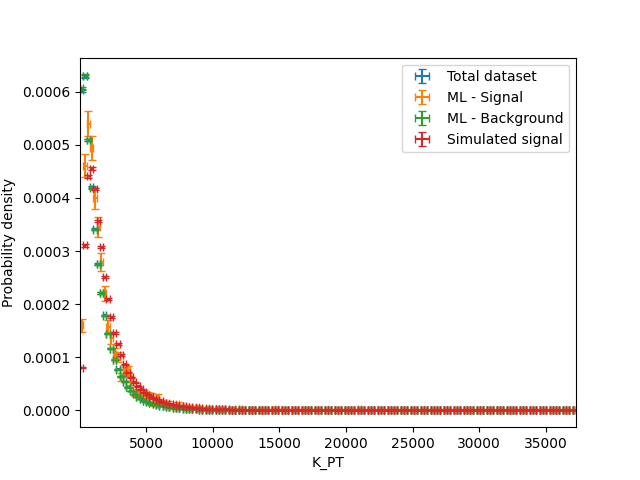 Total dataset
ML - Signal
ML - Background
Simulated signal
Probability density
0.0006
0.0005
0.0004
0.0003
0.0002
0.0001
0.0000
5000 10000 15000 20000 25000 30000 35000
K_PT